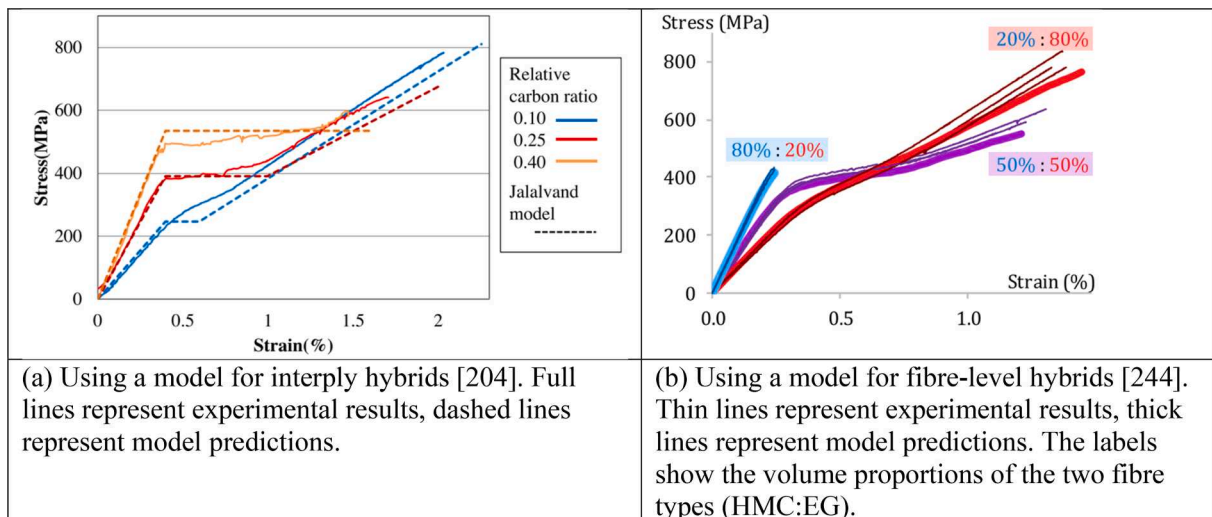 800
600
400
200
0
0
0.5
1
1.5
2
Stress(MPa)
Strain(%)
Relative
carbon ratio
0.10
0.25
0.40
Jalalvand
model
Stress (MPa)
800
600
400
200
0
0.0
0.5
1.0
Strain (%)
20% : 80%
80% : 20%
50% : 50%
(a) Using a model for interply hybrids [204]. Full
lines represent experimental results, dashed lines
represent model predictions.
(b) Using a model for fibre-level hybrids [244].
Thin lines represent experimental results, thick
lines represent model predictions. The labels
show the volume proportions of the two fibre
types (HMC:EG).